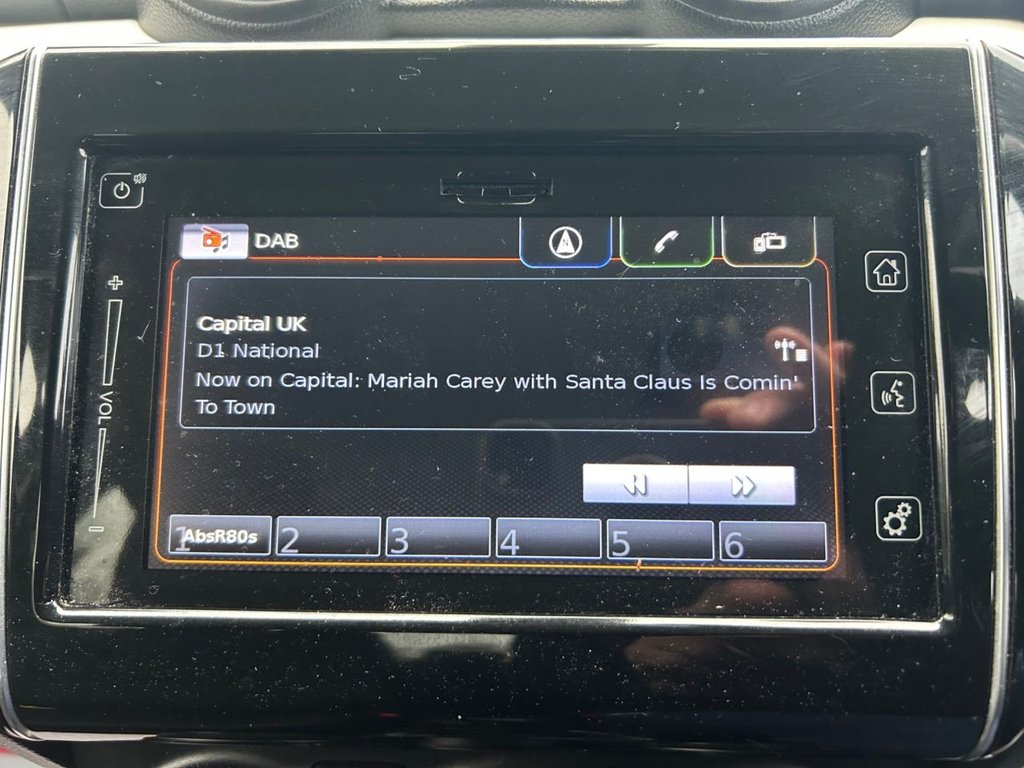 DAB
N
Capital UK
D1 National
Now on Capital: Mariah Carey with Santa Claus Is Comin'
To Town
+
VOL
-
1 AbsR80s 2 3 4 5 6